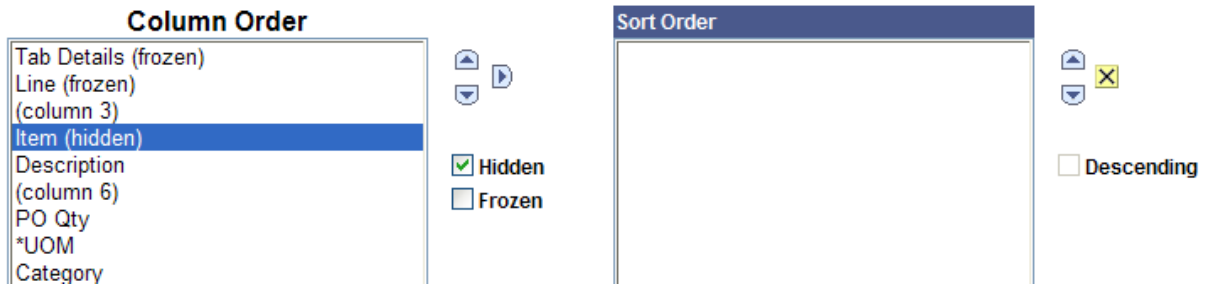 Column Order
Tab Details (frozen)
Line (frozen)
(column 3)
Item (hidden)
Description
(column 6)
PO Qty
*UOM
Category
Hidden
Frozen
Sort Order
Descending